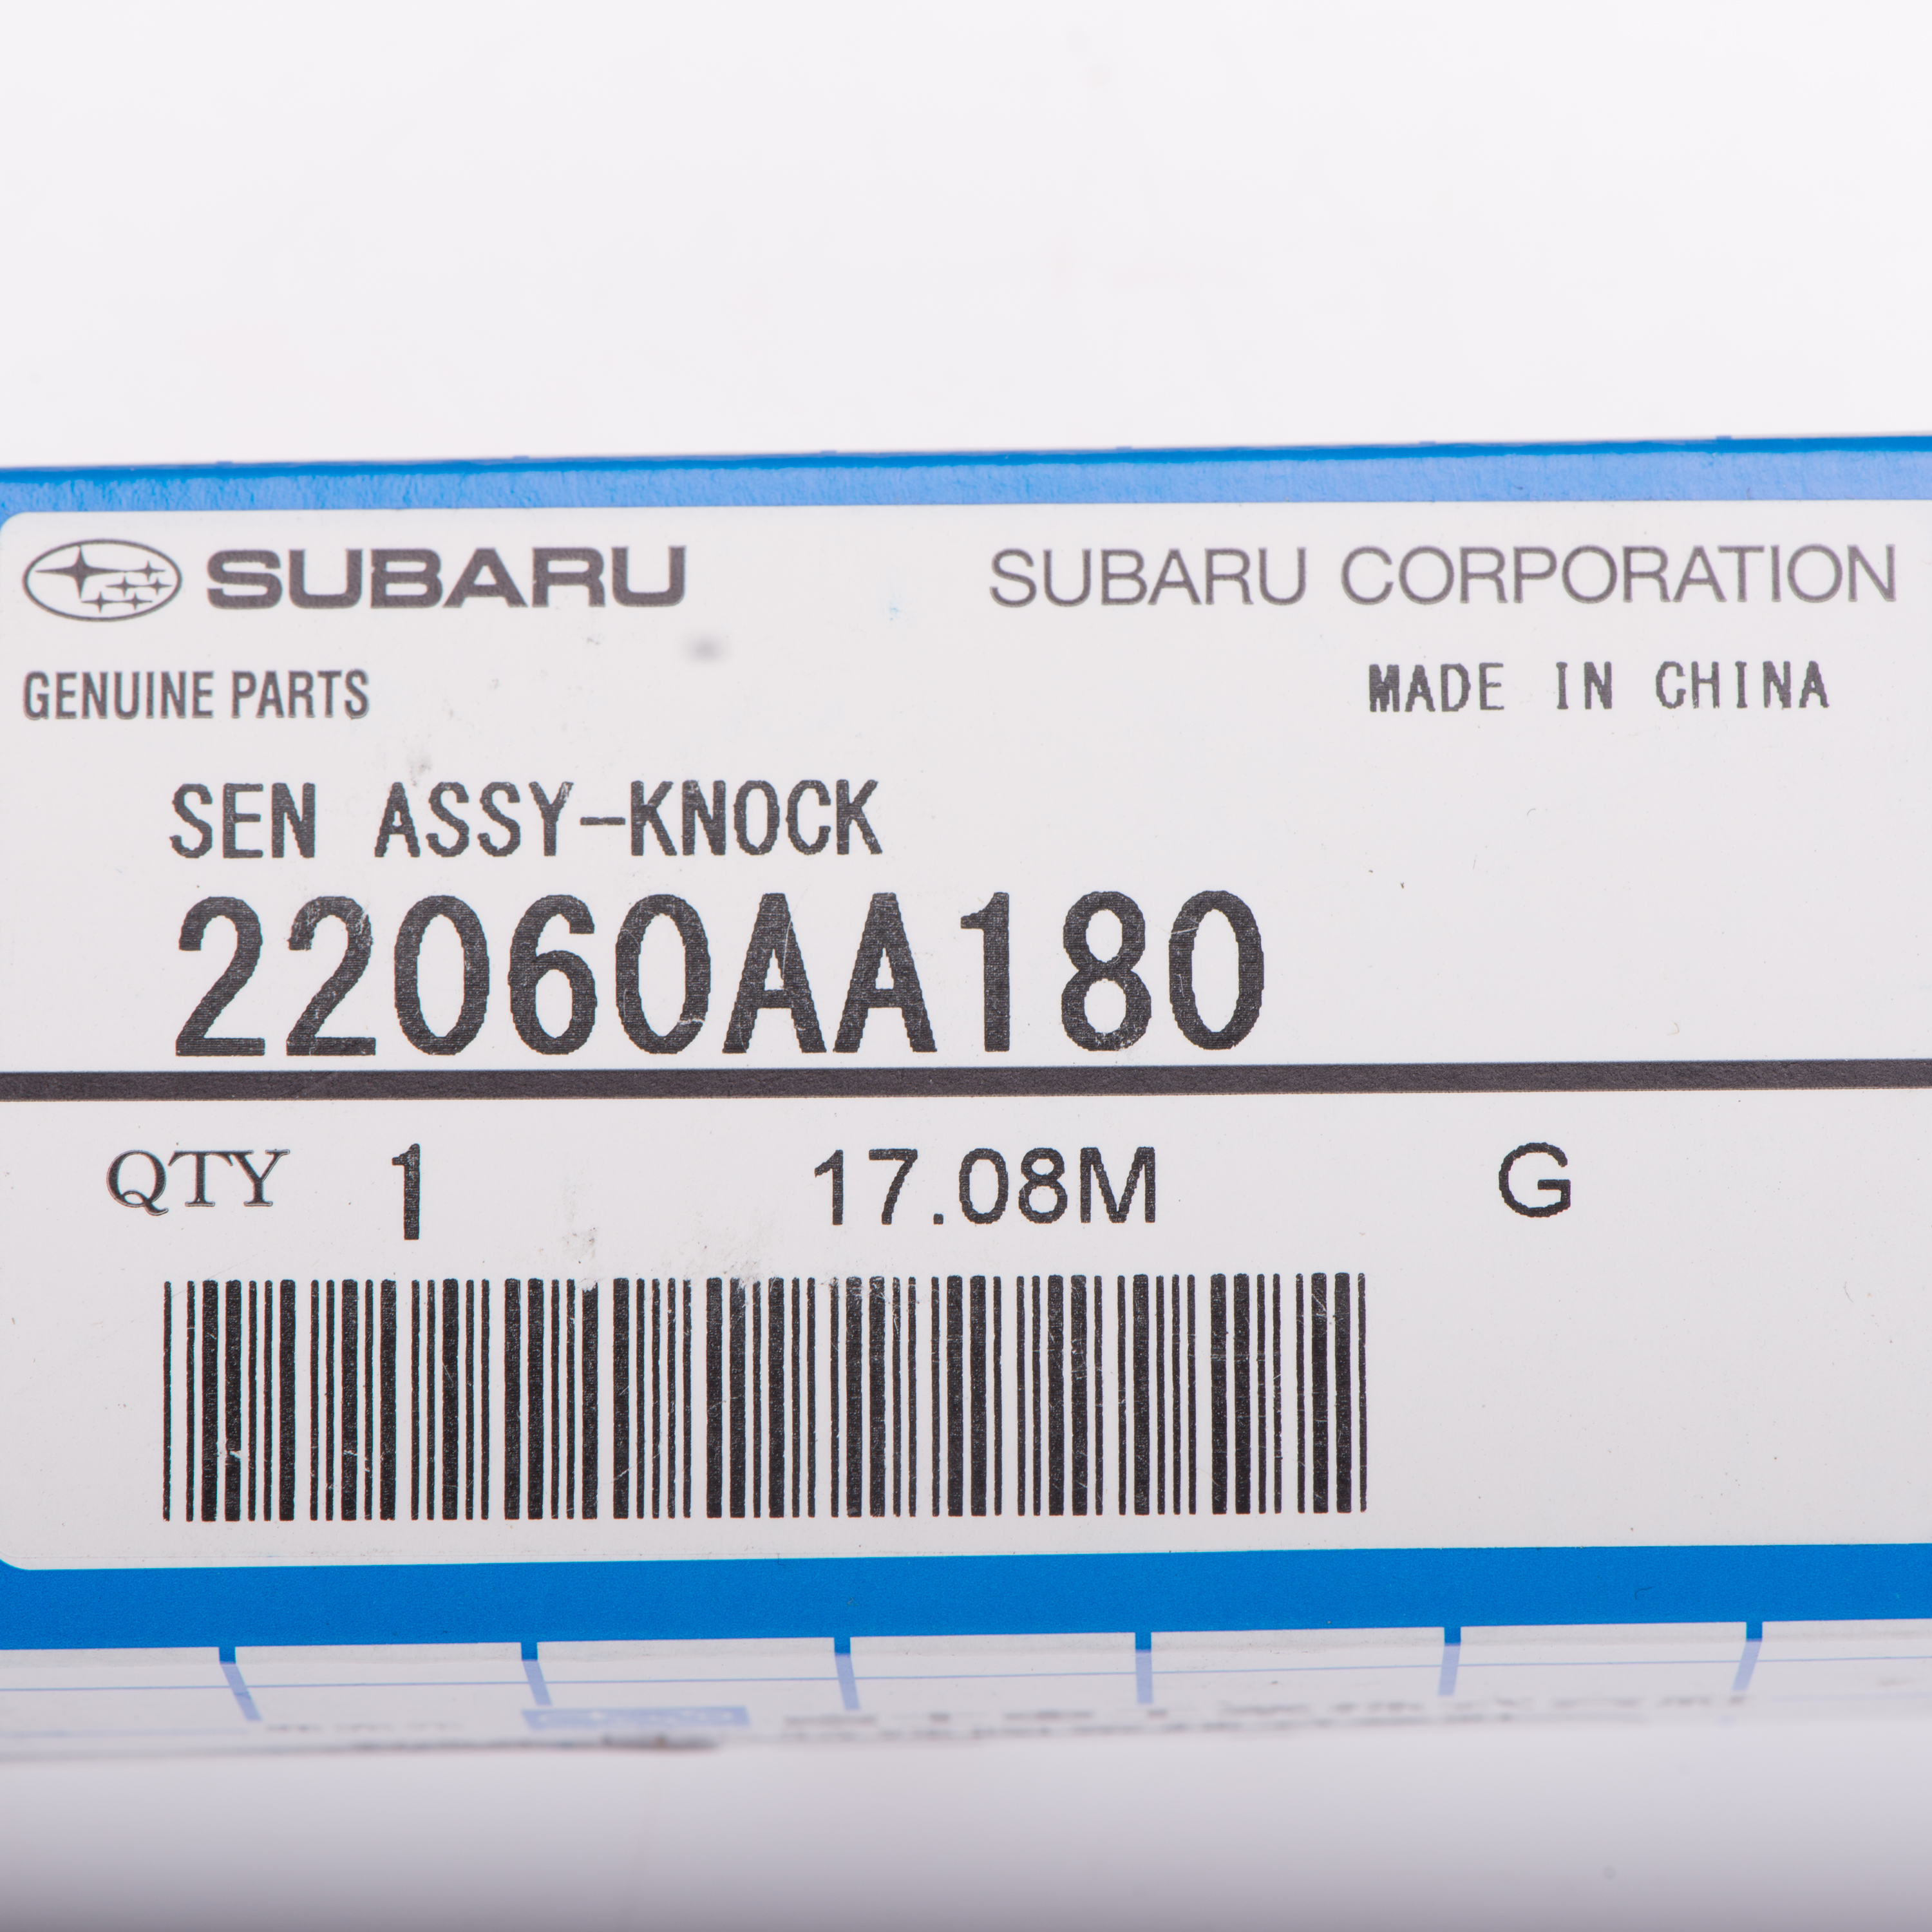 SUBARU
SUBARU CORPORATION
GENUINE PARTS
MADE IN CHINA
SEN ASSY-KNOCK
22060AA180
QTY 1 17.08M G